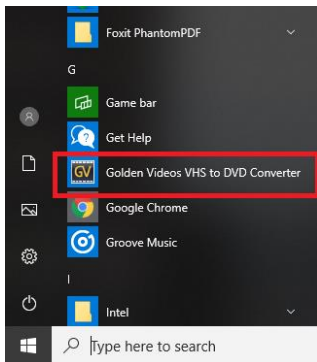 Foxit PhantomPDF
G
Game bar
Get Help
GV
Golden Videos VHS to DVD Converter
Google Chrome
Groove Music
I
Intel
Type here to search